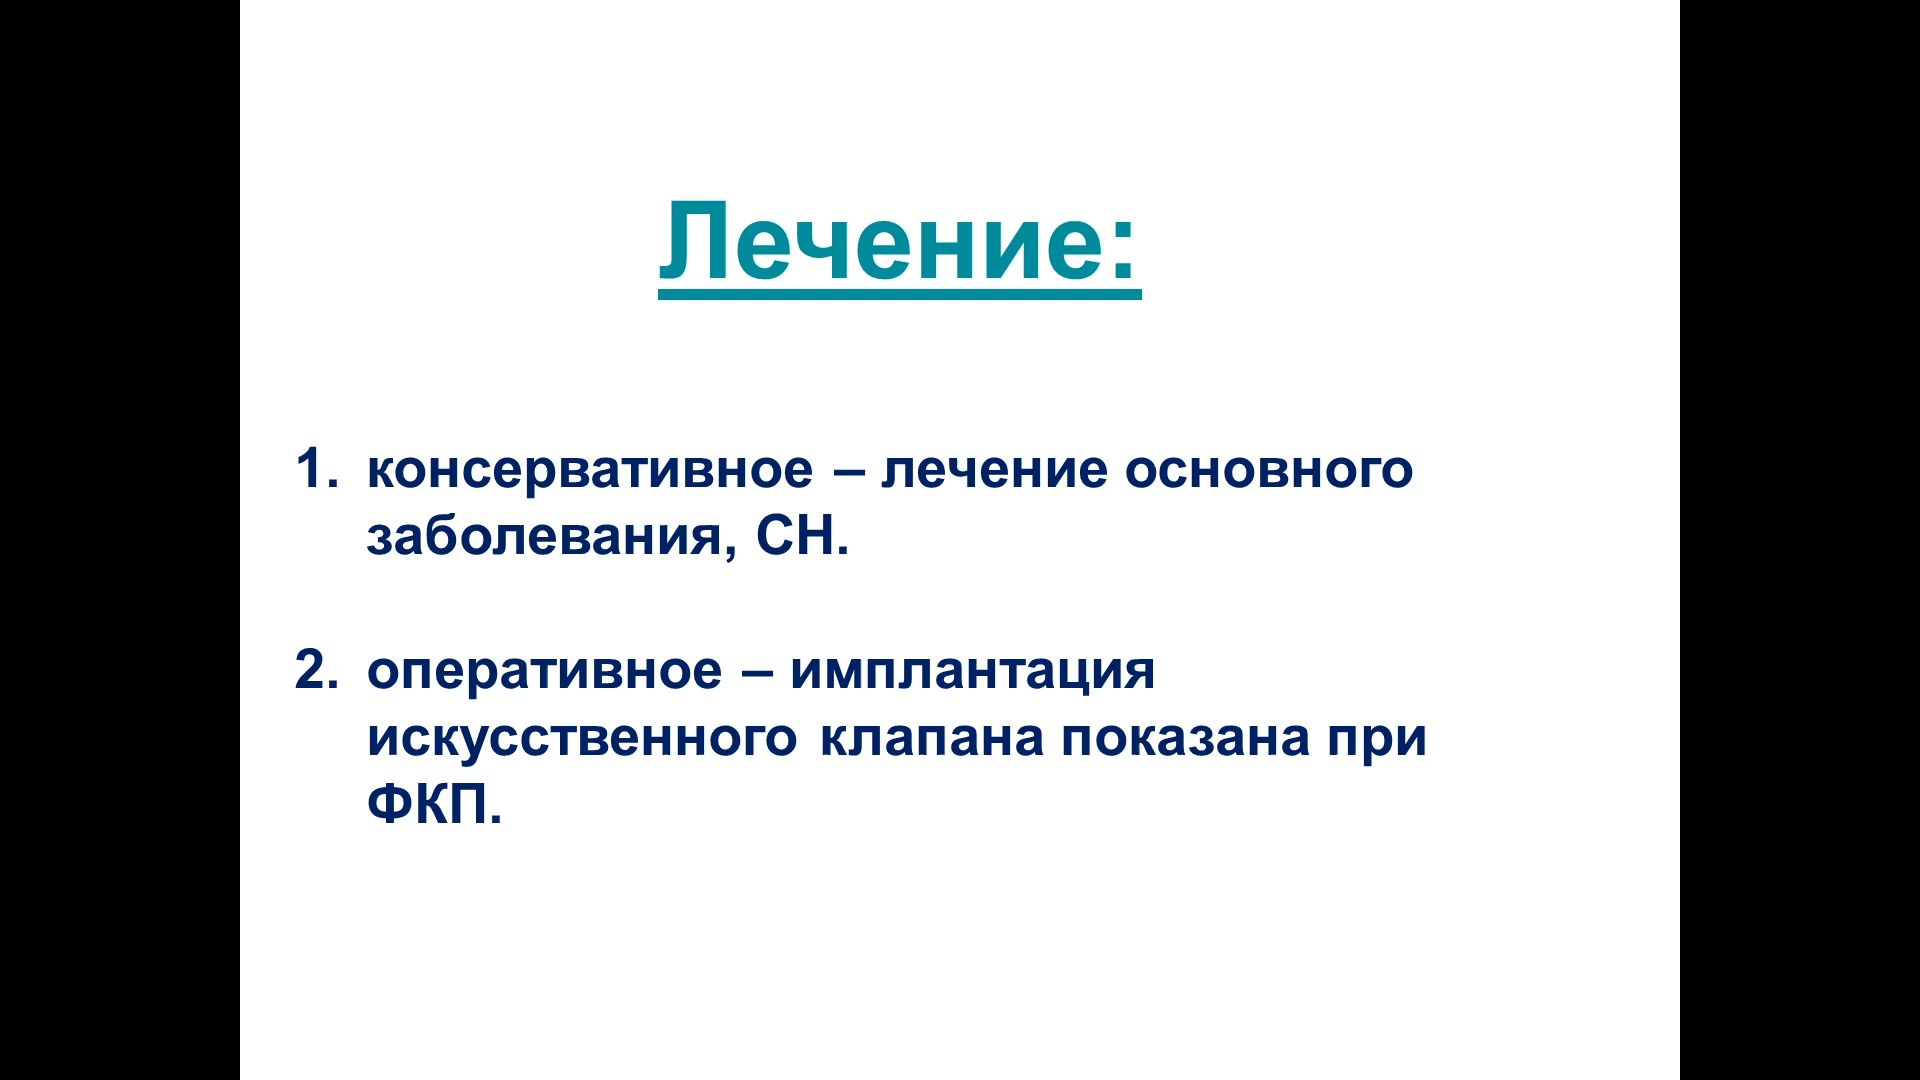 Лечение:
1. консервативное – лечение основного
заболевания, СН.
2. оперативное – имплантация
искусственного клапана показана при
ФКП.